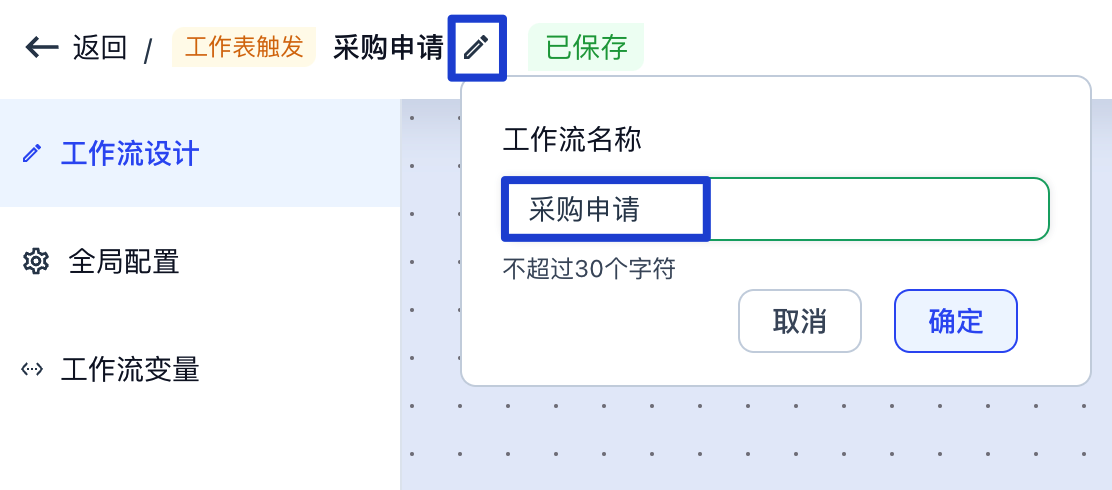 返回 / 工作表触发 采购申请 已保存
工作流设计
全局配置
工作流变量
工作流名称
采购申请
不超过30个字符
取消 确定